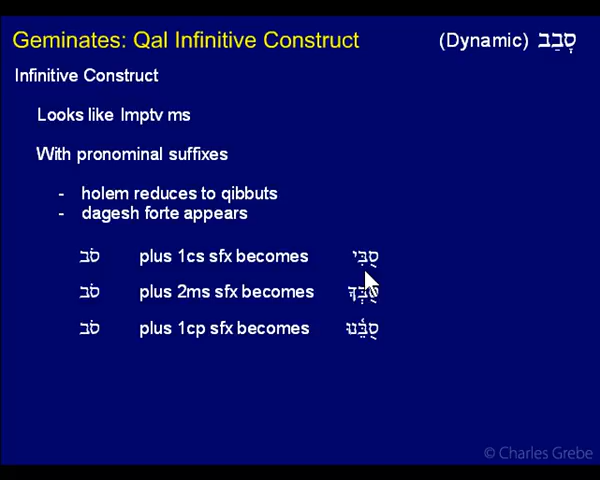 Geminates: Qal Infinitive Construct (Dynamic) סָבַב
Infinitive Construct
Looks like Imptv ms
With pronominal suffixes
- holem reduces to qibbuts
- dagesh forte appears
סֹב plus 1cs sfx becomes סֻבִּי
סֹב plus 2ms sfx becomes סֻבְּךָ
סֹב plus 1cp sfx becomes סֻבֵּ֫נוּ
© Charles Grebe